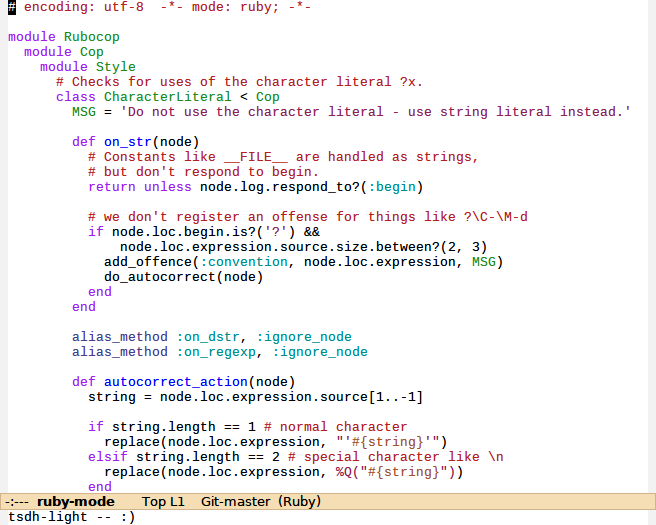 # encoding: utf-8  -*- mode: ruby; -*-

module Rubocop
  module Cop
    module Style
      # Checks for uses of the character literal ?x.
      class CharacterLiteral < Cop
        MSG = 'Do not use the character literal - use string literal instead.'

        def on_str(node)
          # Constants like __FILE__ are handled as strings,
          # but don't respond to begin.
          return unless node.log.respond_to?(:begin)

          # we don't register an offense for things like ?\C-\M-d
          if node.loc.begin.is?('?') &&
              node.loc.expression.source.size.between?(2, 3)
            add_offence(:convention, node.loc.expression, MSG)
            do_autocorrect(node)
          end
        end

        alias_method :on_dstr, :ignore_node
        alias_method :on_regexp, :ignore_node

        def autocorrect_action(node)
          string = node.loc.expression.source[1..-1]

          if string.length == 1 # normal character
            replace(node.loc.expression, "'#{string}'")
          elsif string.length == 2 # special character like \n
            replace(node.loc.expression, %Q("#{string}"))
          end
-:--- ruby-mode Top L1 Git-master (Ruby)
tsdh-light -- :)